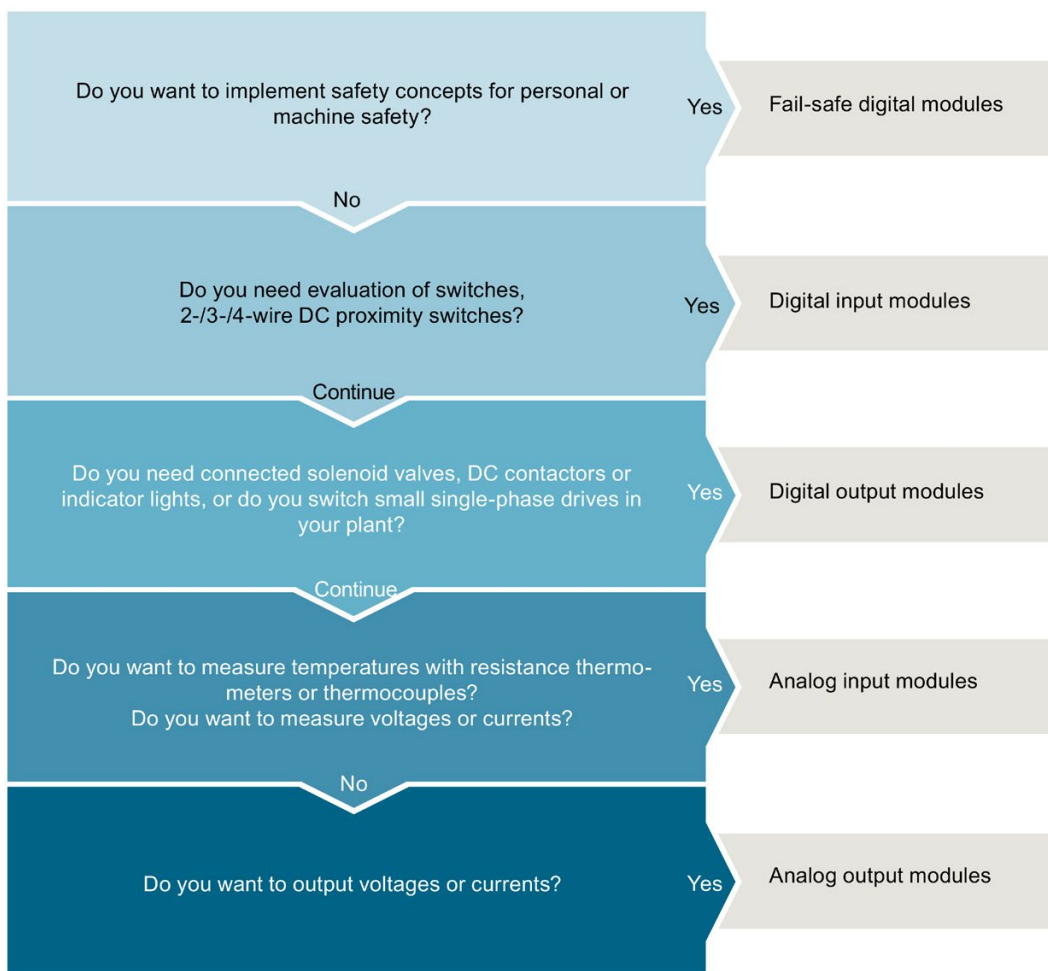 Do you want to implement safety concepts for personal or
machine safety?
Yes
Fail-safe digital modules
No
Do you need evaluation of switches,
2-/3-/4-wire DC proximity switches?
Yes
Digital input modules
Continue
Do you need connected solenoid valves, DC contactors or
indicator lights, or do you switch small single-phase drives in
your plant?
Yes
Digital output modules
Continue
Do you want to measure temperatures with resistance thermo-
meters or thermocouples?
Do you want to measure voltages or currents?
Yes
Analog input modules
No
Do you want to output voltages or currents?
Yes
Analog output modules